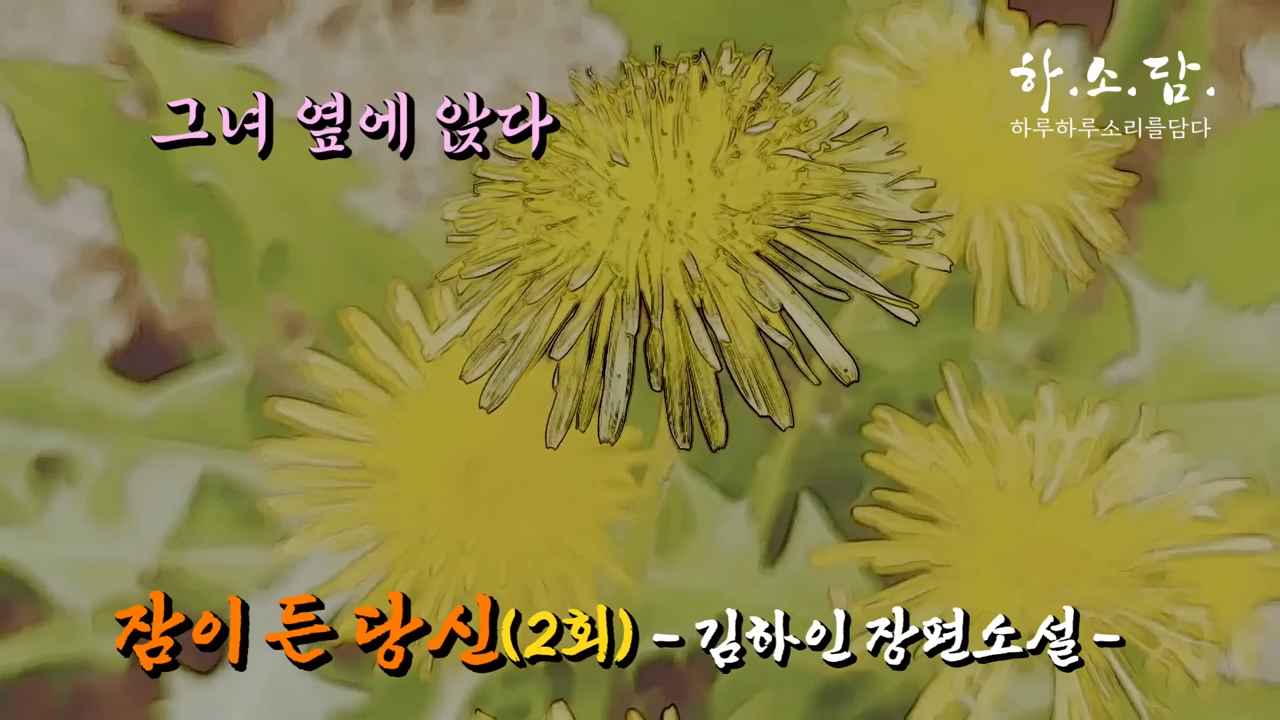 그녀 옆에 앉다
하.소.담.
하루하루소리를담다
잠이 든 당신(2회) - 김하인 장편소설 -